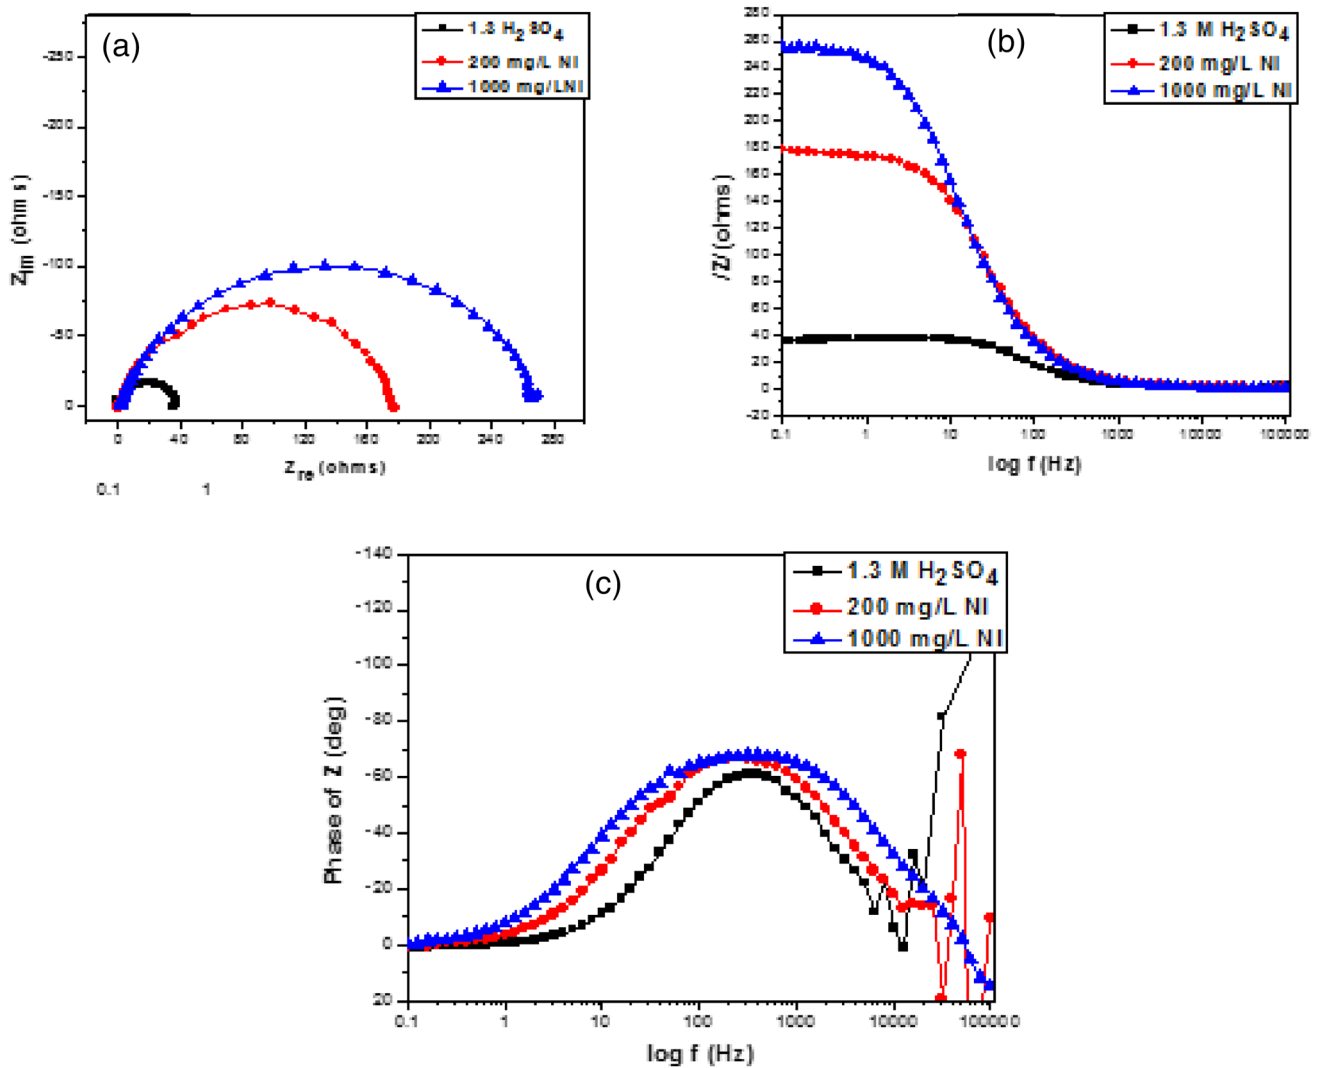 (a)
1.3 H2SO4
200 mg/L NI
1000 mg/LNI
-250
-200
-150
-100
-50
0
ZIm (ohms)
0 40 80 120 160 200 240 280
Zre (ohms)
0.1 1
(b)
1.3 M H2SO4
200 mg/L NI
1000 mg/L NI
280
260
240
220
200
180
160
140
120
100
80
60
40
20
0
-20
/Z/ (ohms)
0.1 1 10 100 1000 10000 100000
log f (Hz)
(c)
1.3 M H2SO4
200 mg/L NI
1000 mg/L NI
-140
-120
-100
-80
-60
-40
-20
0
20
Phase of Z (deg)
0.1 1 10 100 1000 10000 100000
log f (Hz)